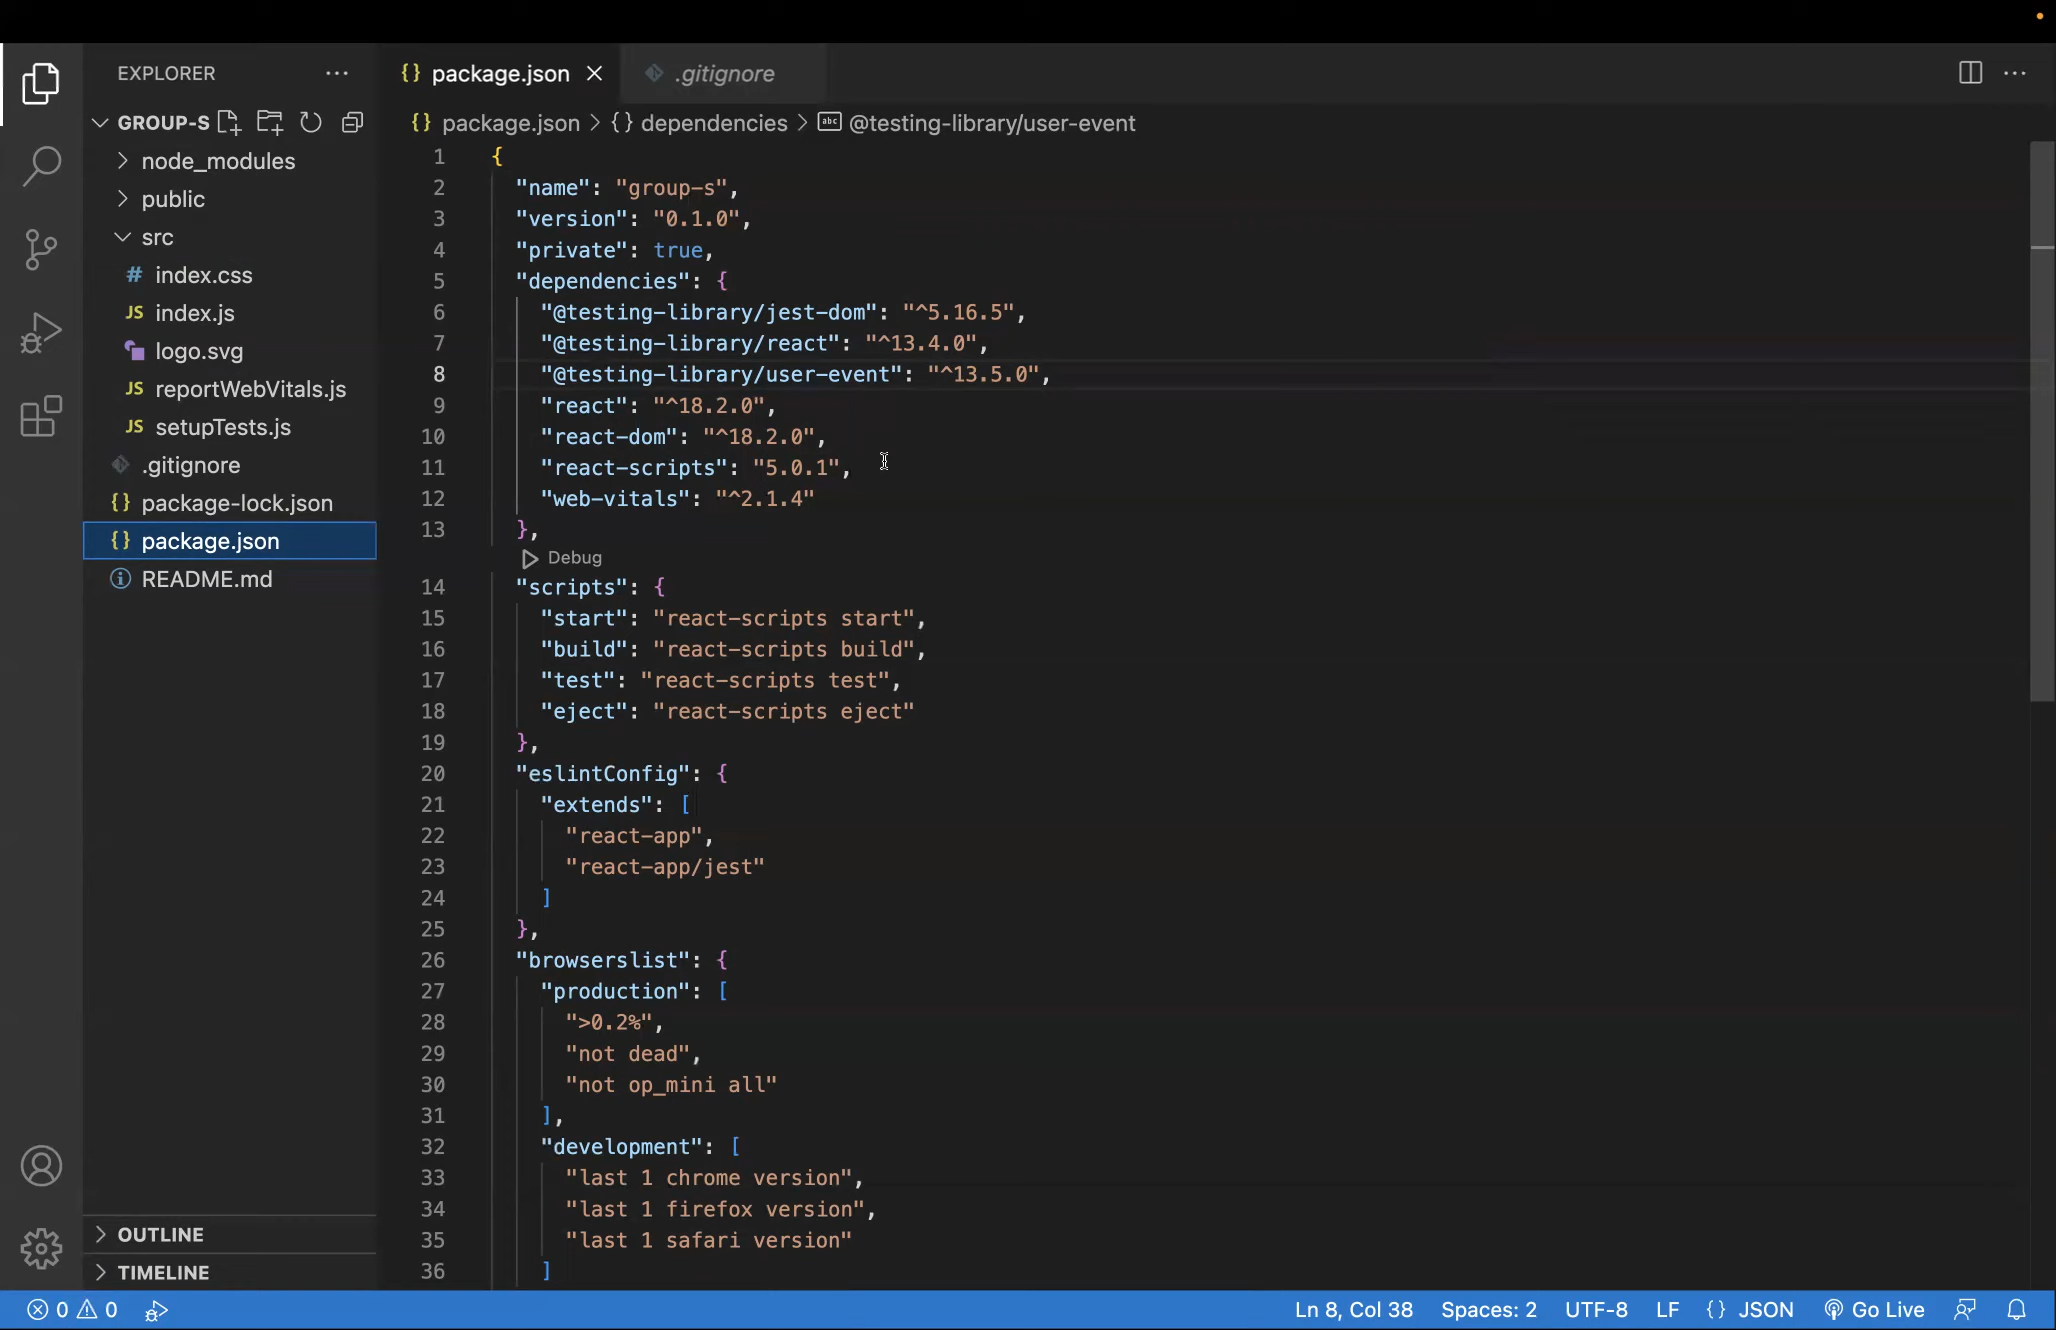 EXPLORER
GROUP-S
node_modules
public
src
# index.css
JS index.js
logo.svg
JS reportWebVitals.js
JS setupTests.js
.gitignore
{} package-lock.json
{} package.json
README.md
OUTLINE
TIMELINE
{} package.json
.gitignore
{} package.json > {} dependencies > abc @testing-library/user-event
1 {
2 "name": "group-s",
3 "version": "0.1.0",
4 "private": true,
5 "dependencies": {
6 "@testing-library/jest-dom": "^5.16.5",
7 "@testing-library/react": "^13.4.0",
8 "@testing-library/user-event": "^13.5.0",
9 "react": "^18.2.0",
10 "react-dom": "^18.2.0",
11 "react-scripts": "5.0.1",
12 "web-vitals": "^2.1.4"
13 },
Debug
14 "scripts": {
15 "start": "react-scripts start",
16 "build": "react-scripts build",
17 "test": "react-scripts test",
18 "eject": "react-scripts eject"
19 },
20 "eslintConfig": {
21 "extends": [
22 "react-app",
23 "react-app/jest"
24 ]
25 },
26 "browserslist": {
27 "production": [
28 ">0.2%",
29 "not dead",
30 "not op_mini all"
31 ],
32 "development": [
33 "last 1 chrome version",
34 "last 1 firefox version",
35 "last 1 safari version"
36 ]
0 0
Ln 8, Col 38 Spaces: 2 UTF-8 LF {} JSON Go Live